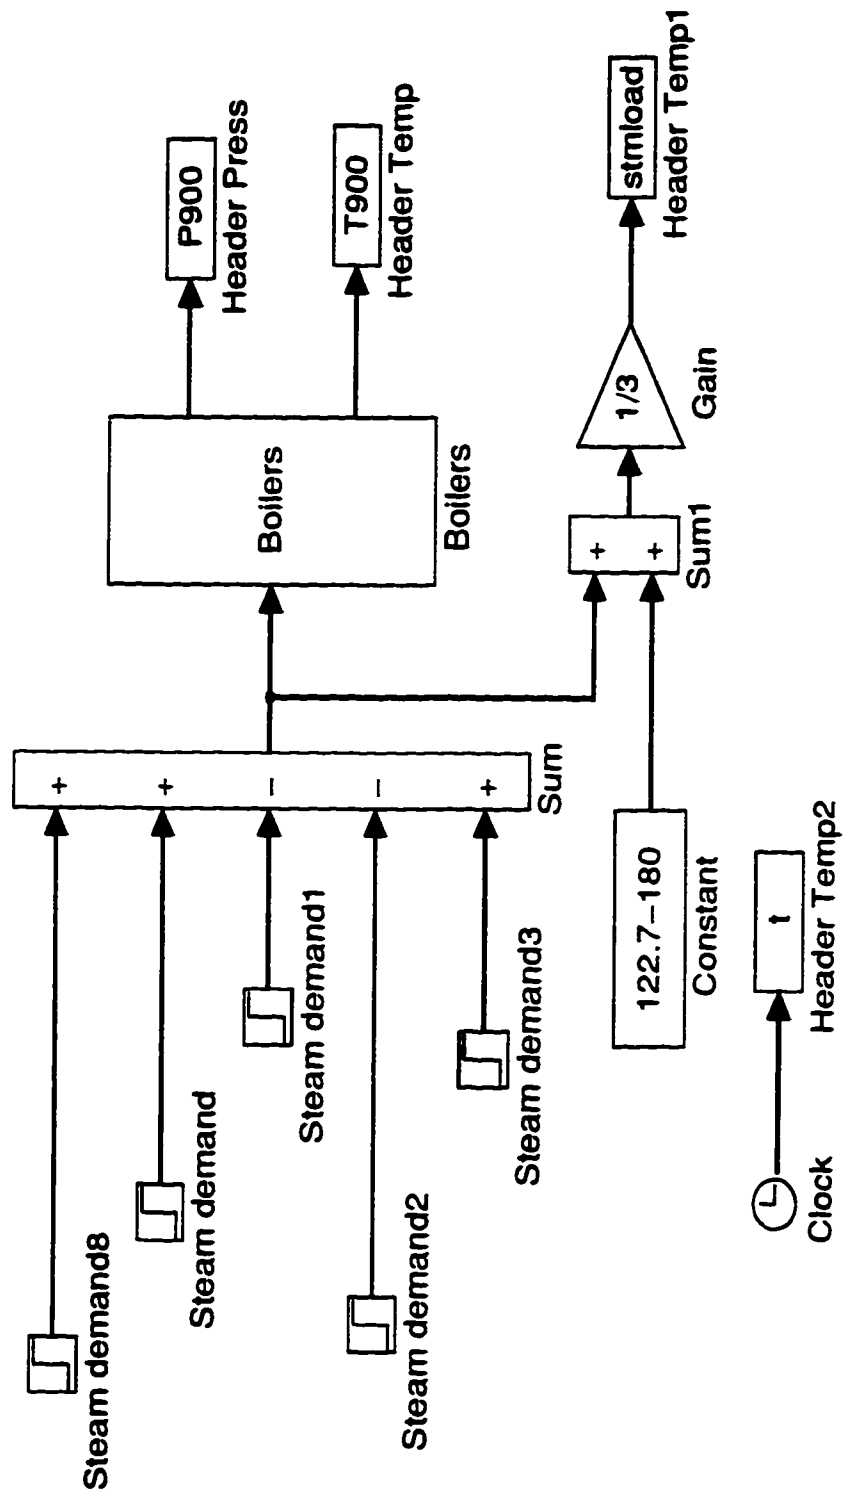 Steam demand8
Steam demand
Steam demand1
Steam demand2
Steam demand3
+
+
−
−
+
Sum
Boilers
Boilers
P900
Header Press
T900
Header Temp
122.7−180
Constant
+
+
Sum1
1/3
Gain
stmload
Header Temp1
Clock
t
Header Temp2